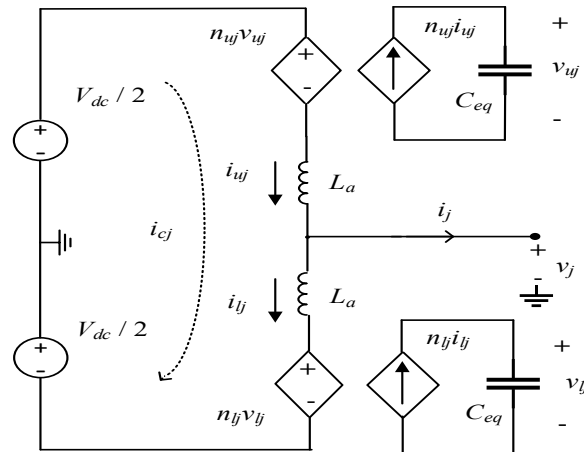 n_{uj}v_{uj}
n_{uj}i_{uj}
+
+
-
V_{dc} / 2
C_{eq}
v_{uj}
-
+
-
i_{uj}
L_a
i_{cj}
i_j
+
-
v_j
i_{lj}
L_a
V_{dc} / 2
n_{lj}i_{lj}
+
-
+
-
+
v_{lj}
n_{lj}v_{lj}
C_{eq}
-